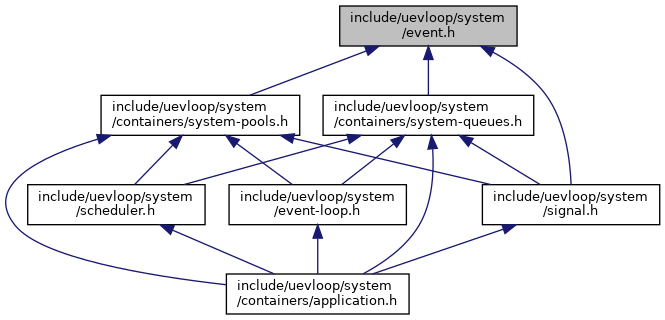 include/uevloop/system
/event.h
include/uevloop/system
/containers/system-pools.h
include/uevloop/system
/containers/system-queues.h
include/uevloop/system
/scheduler.h
include/uevloop/system
/event-loop.h
include/uevloop/system
/signal.h
include/uevloop/system
/containers/application.h